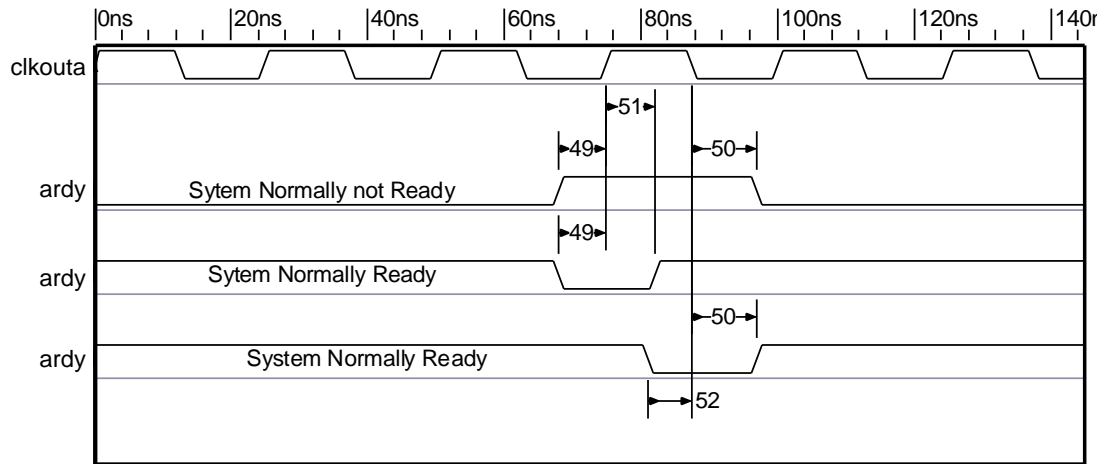 0ns 20ns 40ns 60ns 80ns 100ns 120ns 140n
clkouta
51
49 50
ardy Sytem Normally not Ready
49
ardy Sytem Normally Ready
50
ardy System Normally Ready
52